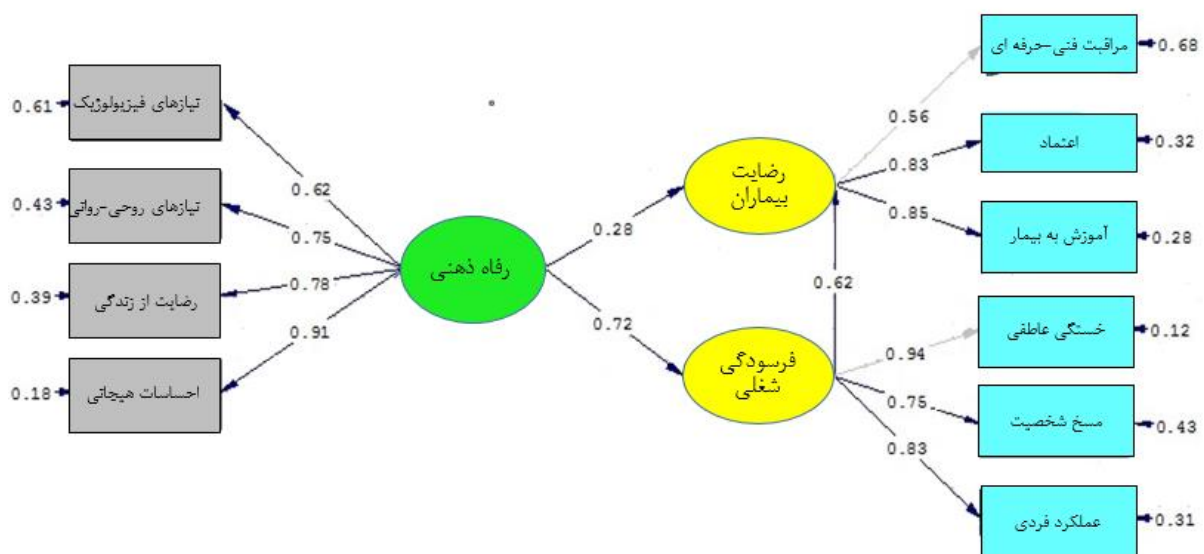 0.61
نیازهای فیزیولوژیک
0.43
نیازهای روحی-روانی
0.39
رضایت از زندگی
0.18
احساسات هیجانی
0.62
0.75
0.78
0.91
رفاه ذهنی
0.28
0.72
رضایت
بیماران
فرسودگی
شغلی
0.62
0.56
0.83
0.85
0.94
0.75
0.83
مراقبت فنی-حرفه ای
0.68
اعتماد
0.32
آموزش به بیمار
0.28
خستگی عاطفی
0.12
مسخ شخصیت
0.43
عملکرد فردی
0.31